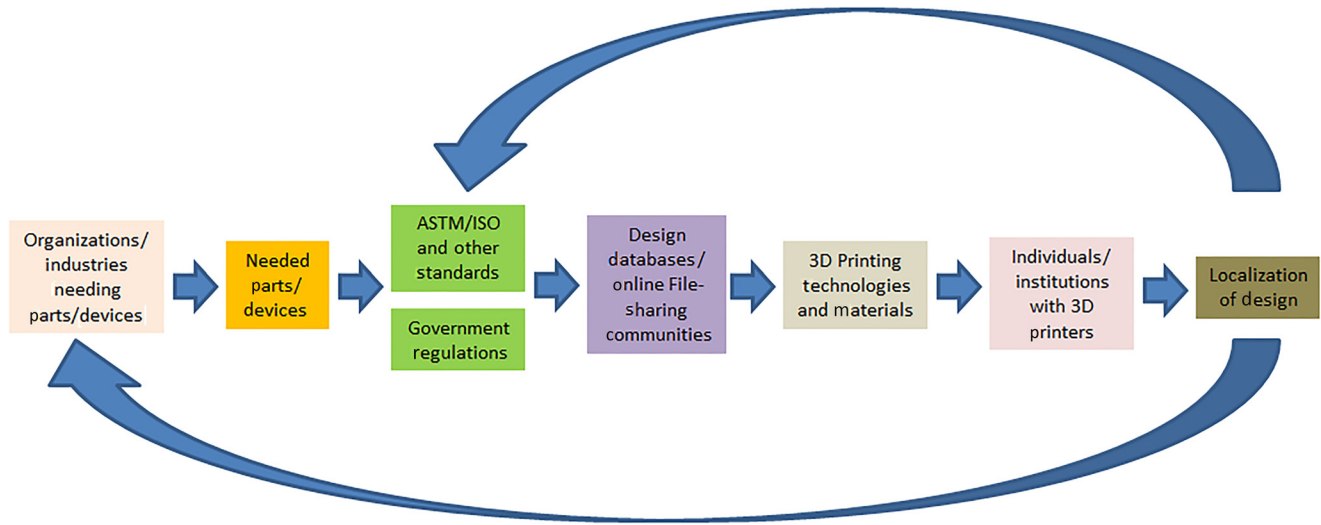 Organizations/
industries
needing
parts/devices
Needed
parts/
devices
ASTM/ISO
and other
standards
Government
regulations
Design
databases/
online File-
sharing
communities
3D Printing
technologies
and materials
Individuals/
institutions
with 3D
printers
Localization
of design